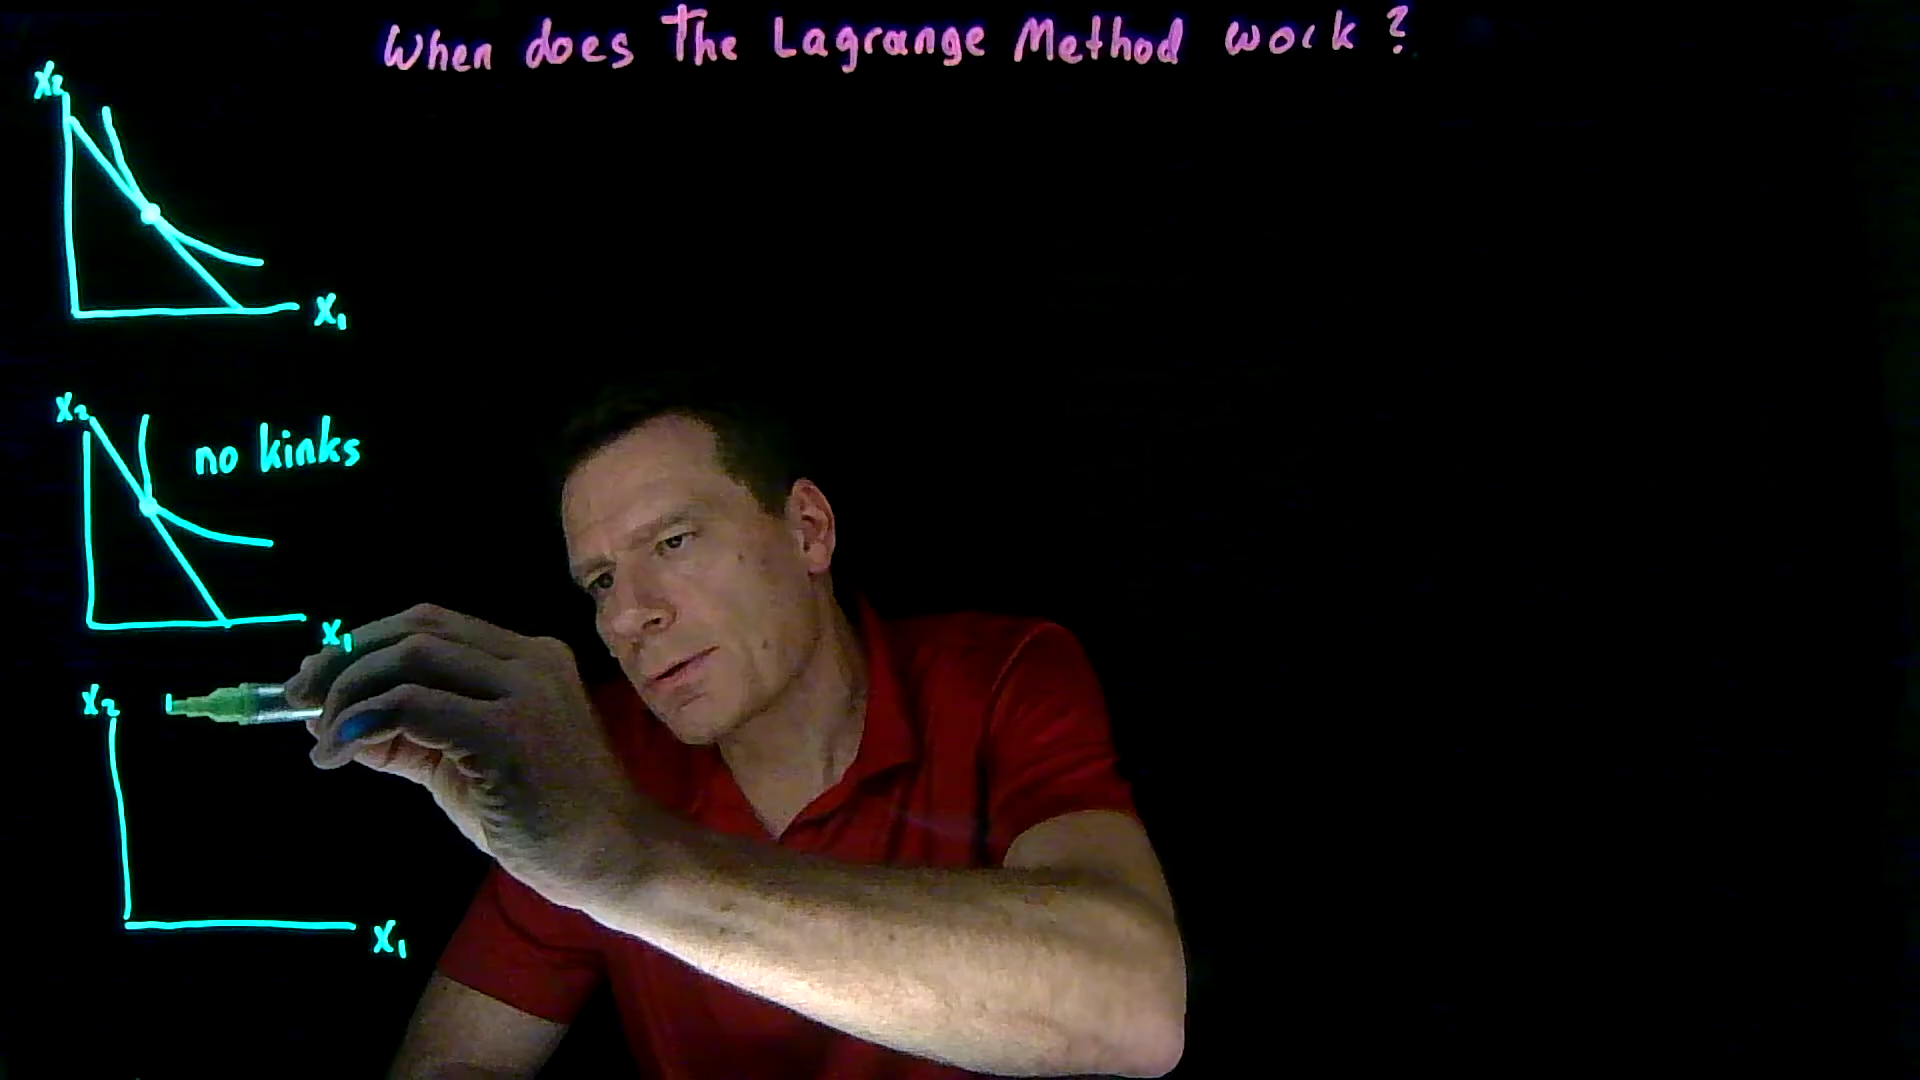 When does The Lagrange Method work ?
X₂
X₁
X₂
no kinks
X₁
X₂
X₁